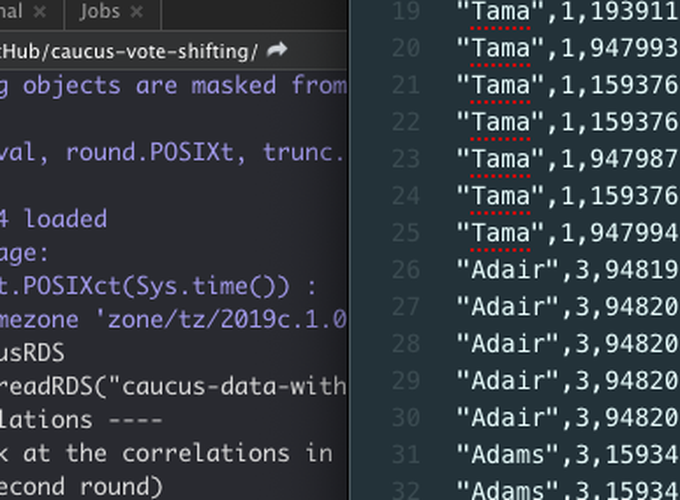 nal × Jobs ×
tHub/caucus-vote-shifting/
g objects are masked from
val, round.POSIXt, trunc.
4 loaded
age:
t.POSIXct(Sys.time()) :
mezone 'zone/tz/2019c.1.0
usRDS
readRDS("caucus-data-with
lations ----
k at the correlations in
econd round)
19 "Tama",1,193911
20 "Tama",1,947993
21 "Tama",1,159376
22 "Tama",1,159376
23 "Tama",1,947987
24 "Tama",1,159376
25 "Tama",1,947994
26 "Adair",3,94819
27 "Adair",3,94820
28 "Adair",3,94820
29 "Adair",3,94820
30 "Adair",3,94820
31 "Adams",3,15934
32 "Adams",3,15934